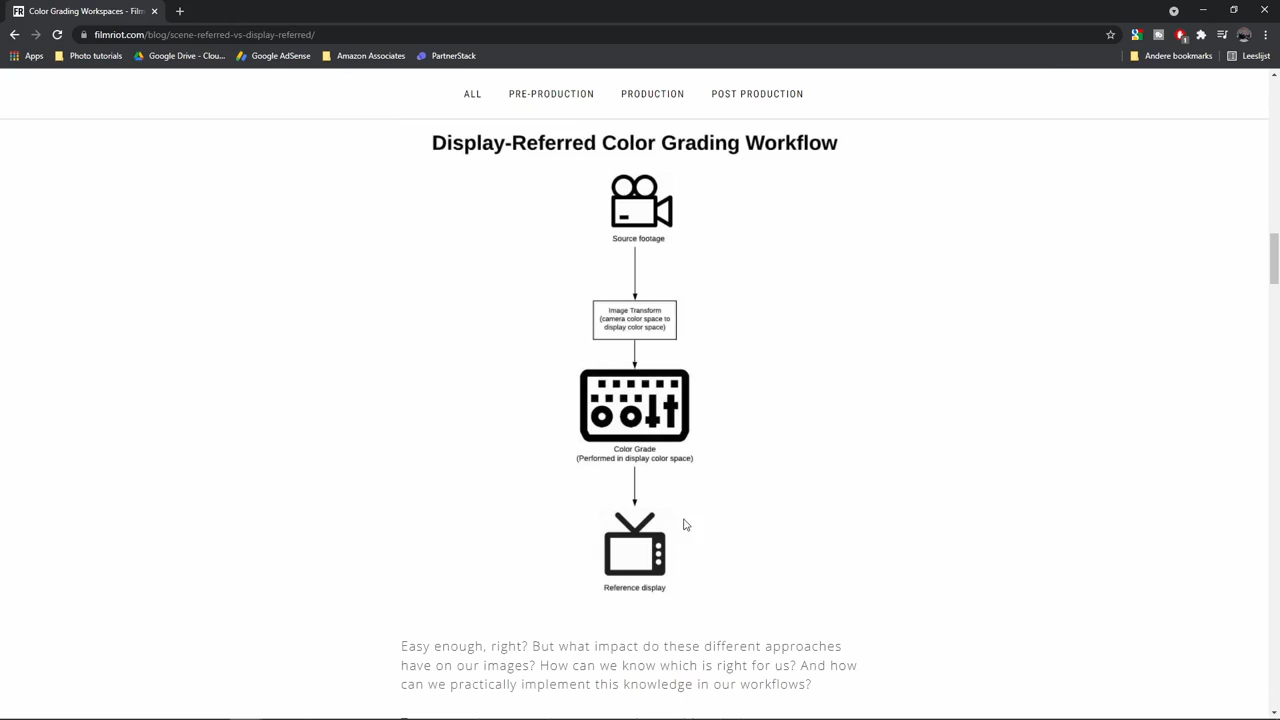 FR Color Grading Workspaces - Film
filmriot.com/blog/scene-referred-vs-display-referred/
Apps Photo tutorials Google Drive - Clou... Google AdSense Amazon Associates PartnerStack Andere bookmarks Leeslijst
ALL PRE-PRODUCTION PRODUCTION POST PRODUCTION
Display-Referred Color Grading Workflow
Source footage
Image Transform
(camera color space to
display color space)
Color Grade
(Performed in display color space)
Reference display
Easy enough, right? But what impact do these different approaches
have on our images? How can we know which is right for us? And how
can we practically implement this knowledge in our workflows?